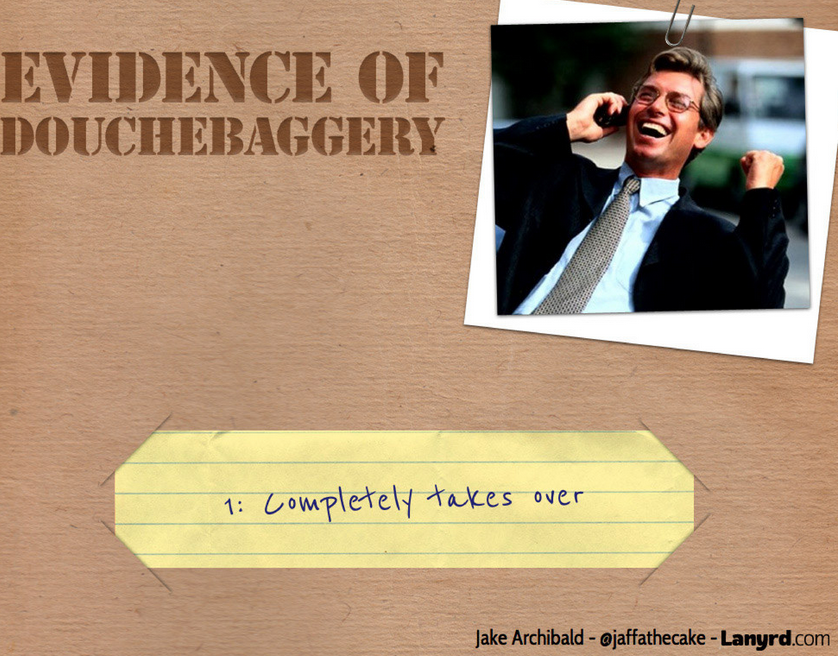 EVIDENCE OF
DOUCHEBAGGERY
1: Completely takes over
Jake Archibald - @jaffathecake - Lanyrd.com